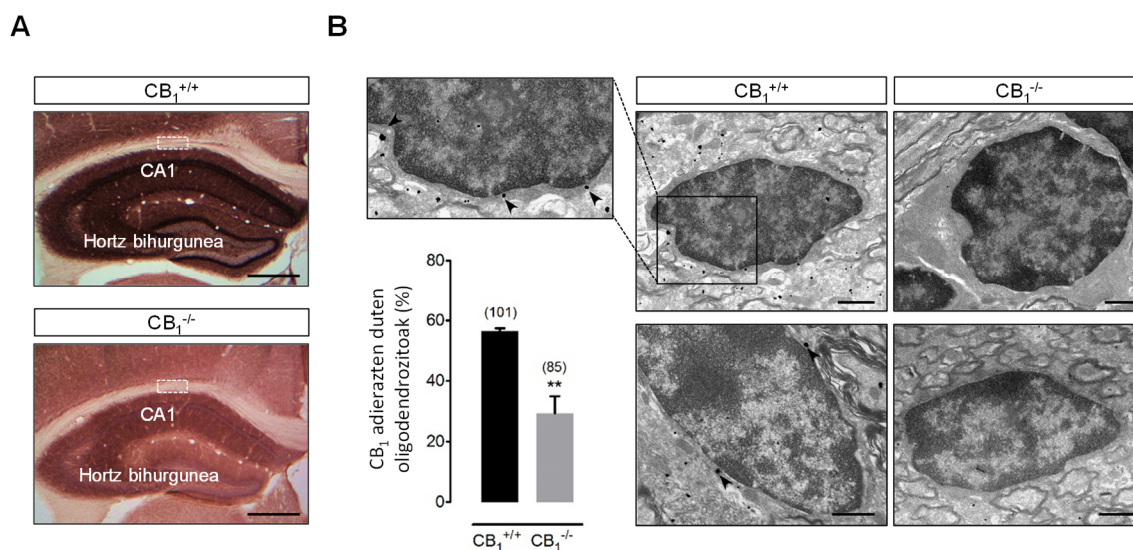 A
CB₁⁺/⁺
CA1
Hortz bihurgunea
CB₁⁻/⁻
CA1
Hortz bihurgunea
B
CB₁⁺/⁺
CB₁⁻/⁻
CB₁ adierazten duten
oligodendrozitoak (%)
80
60
40
20
0
(101)
(85)
**
CB₁⁺/⁺
CB₁⁻/⁻